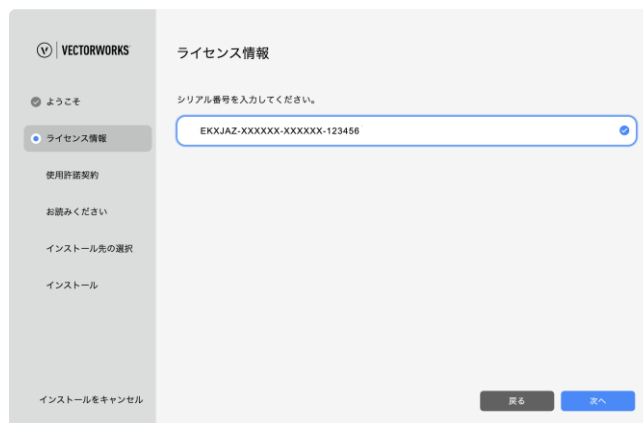 VECTORWORKS
ライセンス情報
ようこそ
シリアル番号を入力してください。
EKXJAZ-XXXXXX-XXXXXX-123456
ライセンス情報
使用許諾契約
お読みください
インストール先の選択
インストール
インストールをキャンセル
戻る
次へ